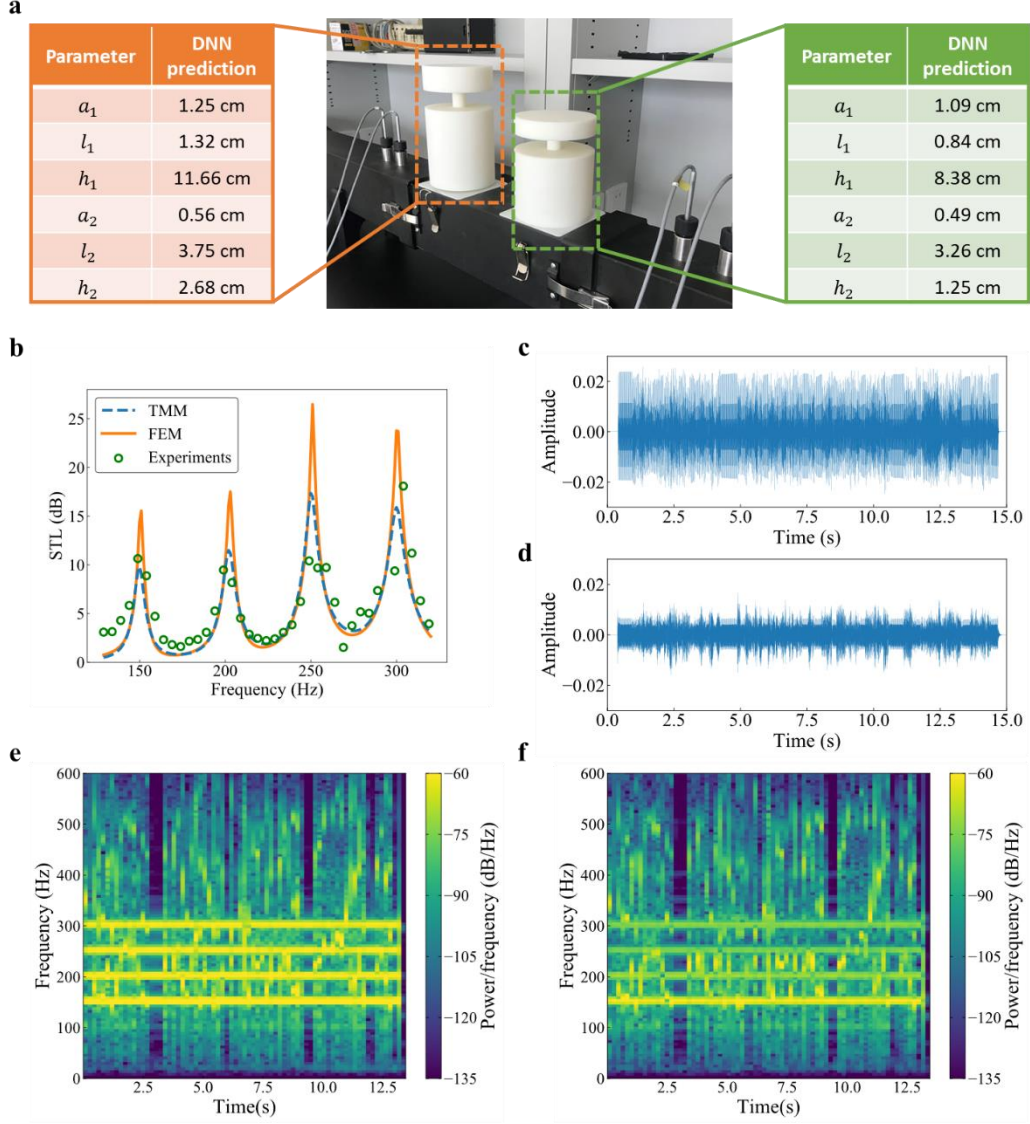 a
Parameter DNN prediction
a₁ 1.25 cm
l₁ 1.32 cm
h₁ 11.66 cm
a₂ 0.56 cm
l₂ 3.75 cm
h₂ 2.68 cm
Parameter DNN prediction
a₁ 1.09 cm
l₁ 0.84 cm
h₁ 8.38 cm
a₂ 0.49 cm
l₂ 3.26 cm
h₂ 1.25 cm
b
TMM
FEM
Experiments
25
20
15
10
5
0
STL (dB)
150 200 250 300
Frequency (Hz)
c
0.02
0.00
−0.02
Amplitude
0.0 2.5 5.0 7.5 10.0 12.5 15.0
Time (s)
d
0.02
0.00
−0.02
Amplitude
0.0 2.5 5.0 7.5 10.0 12.5 15.0
Time (s)
e
600
500
400
300
200
100
0
Frequency (Hz)
2.5 5.0 7.5 10.0 12.5
Time(s)
−60
−75
−90
−105
−120
−135
Power/frequency (dB/Hz)
f
600
500
400
300
200
100
0
Frequency (Hz)
2.5 5.0 7.5 10.0 12.5
Time(s)
−60
−75
−90
−105
−120
−135
Power/frequency (dB/Hz)